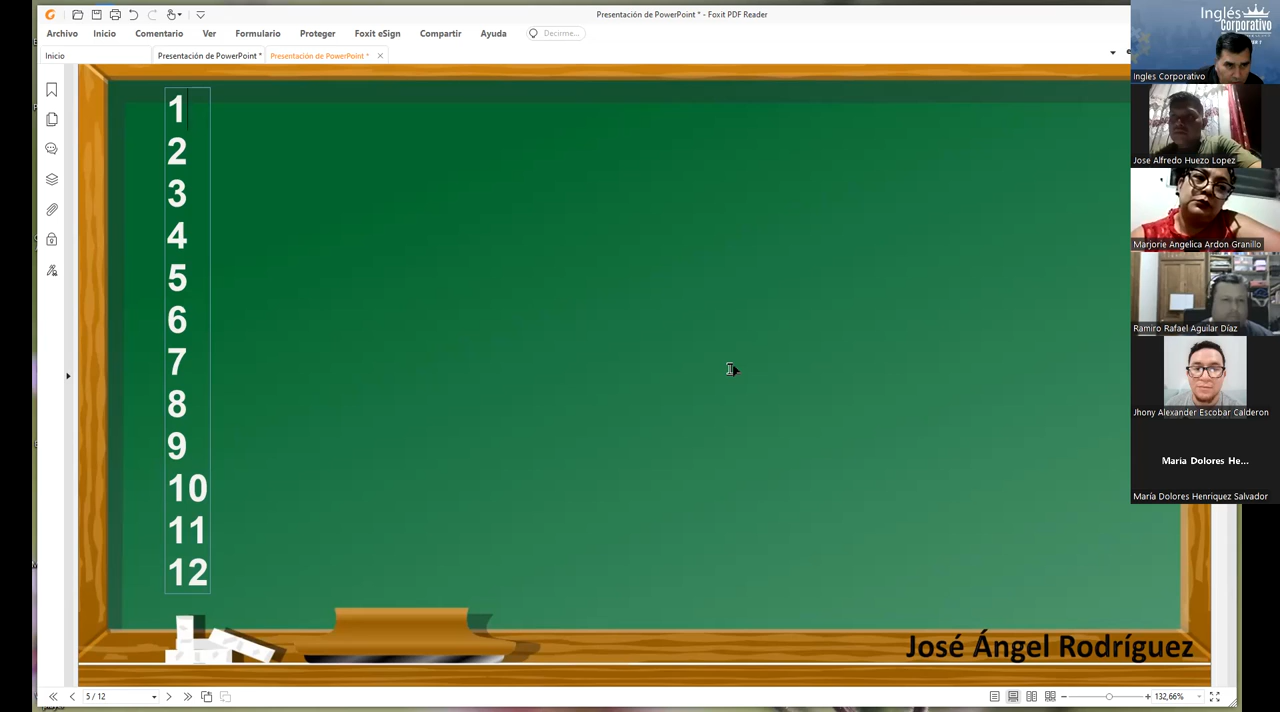 Presentación de PowerPoint * - Foxit PDF Reader
Archivo Inicio Comentario Ver Formulario Proteger Foxit eSign Compartir Ayuda Decirme...
Inicio Presentación de PowerPoint * Presentación de PowerPoint *
1
2
3
4
5
6
7
8
9
10
11
12
José Ángel Rodríguez
5 / 12
132,66%
Inglés
Corporativo
Ingles Corporativo
Jose Alfredo Huezo Lopez
Marjorie Angelica Ardon Granillo
Ramiro Rafael Aguilar Díaz
Jhony Alexander Escobar Calderon
María Dolores He...
María Dolores Henriquez Salvador